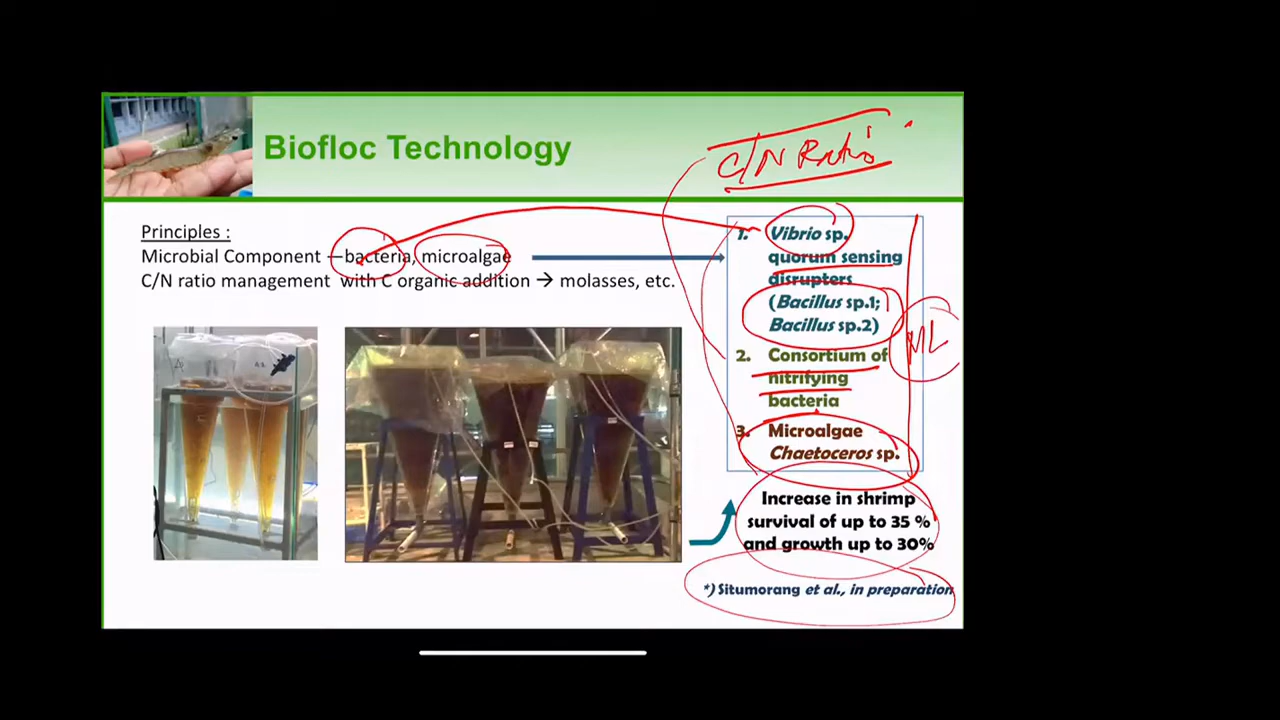 Biofloc Technology
C/N Ratio
Principles :
Microbial Component – bacteria, microalgae
C/N ratio management with C organic addition → molasses, etc.
1. Vibrio sp.
quorum sensing
disrupters
(Bacillus sp.1;
Bacillus sp.2)
2. Consortium of
nitrifying
bacteria
3. Microalgae
Chaetoceros sp.
Increase in shrimp
survival of up to 35 %
and growth up to 30%
*) Situmorang et al., in preparation